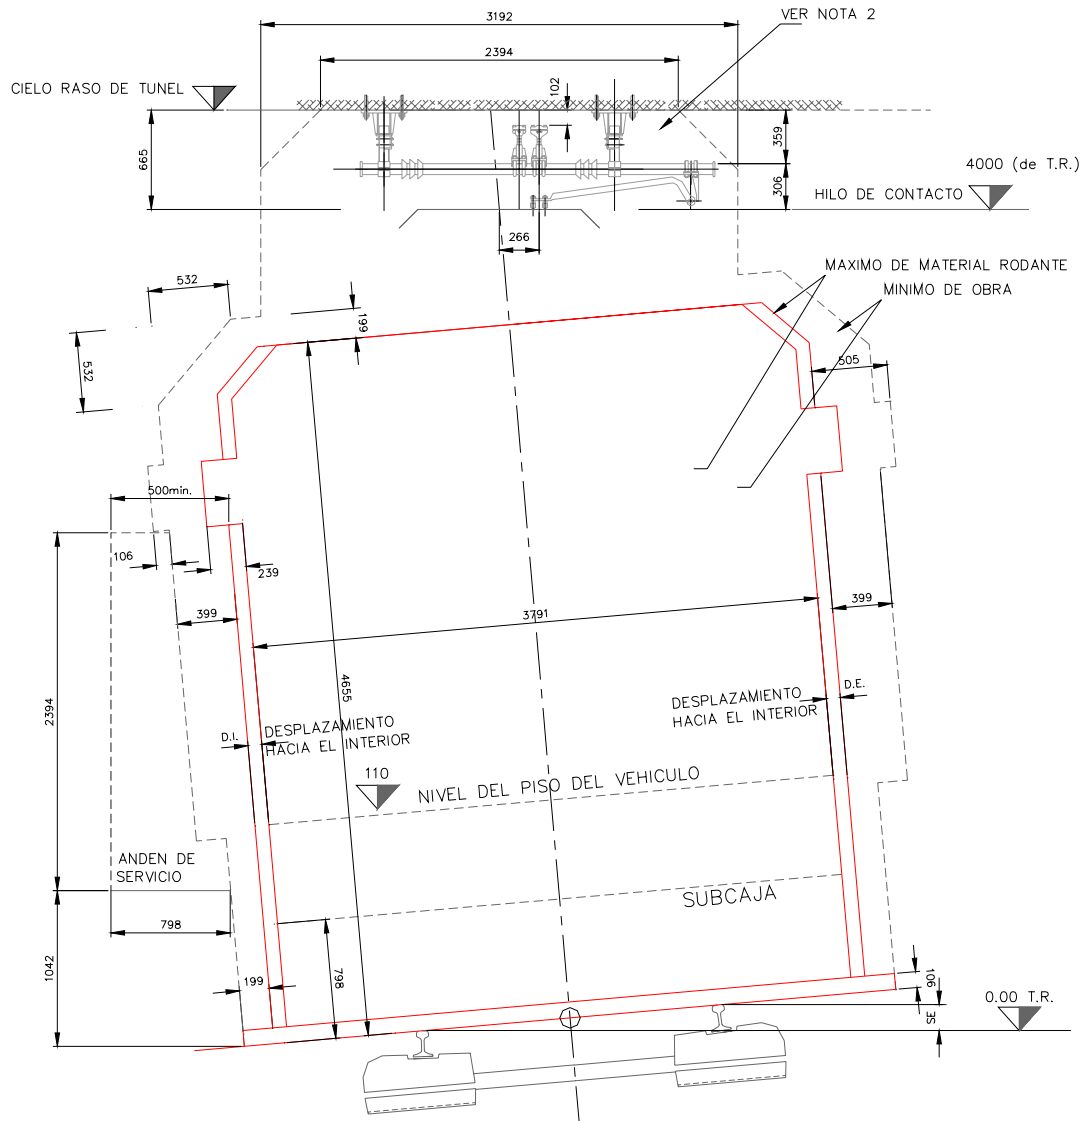 3192
VER NOTA 2
2394
102
CIELO RASO DE TUNEL
359
665
4000 (de T.R.)
306
HILO DE CONTACTO
266
MAXIMO DE MATERIAL RODANTE
532
MINIMO DE OBRA
199
532
505
500min.
106
239
399
399
3791
2394
4655
D.E.
DESPLAZAMIENTO
HACIA EL INTERIOR
D.I.
DESPLAZAMIENTO
HACIA EL INTERIOR
110
NIVEL DEL PISO DEL VEHICULO
ANDEN DE
SERVICIO
SUBCAJA
798
1042
199
798
106
0.00 T.R.
SE